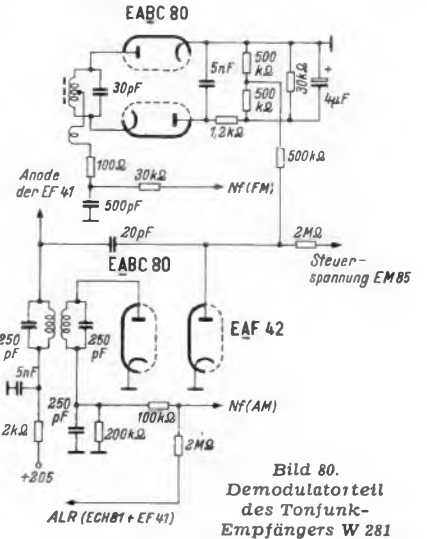 EABC 80
30pF
5nF
500 kΩ
500 kΩ
30kΩ
+
4µF
1,2kΩ
100Ω
30kΩ
Nf(FM)
500kΩ
500pF
Anode
der EF 41
20pF
2MΩ
Steuer-
spannung EM85
EABC 80
EAF 42
250 pF
250 pF
5nF
250 pF
2kΩ
200kΩ
100kΩ
Nf(AM)
2MΩ
+205
ALR (ECH81 + EF 41)
Bild 80.
Demodulatorteil
des Tonfunk-
Empfängers W 281